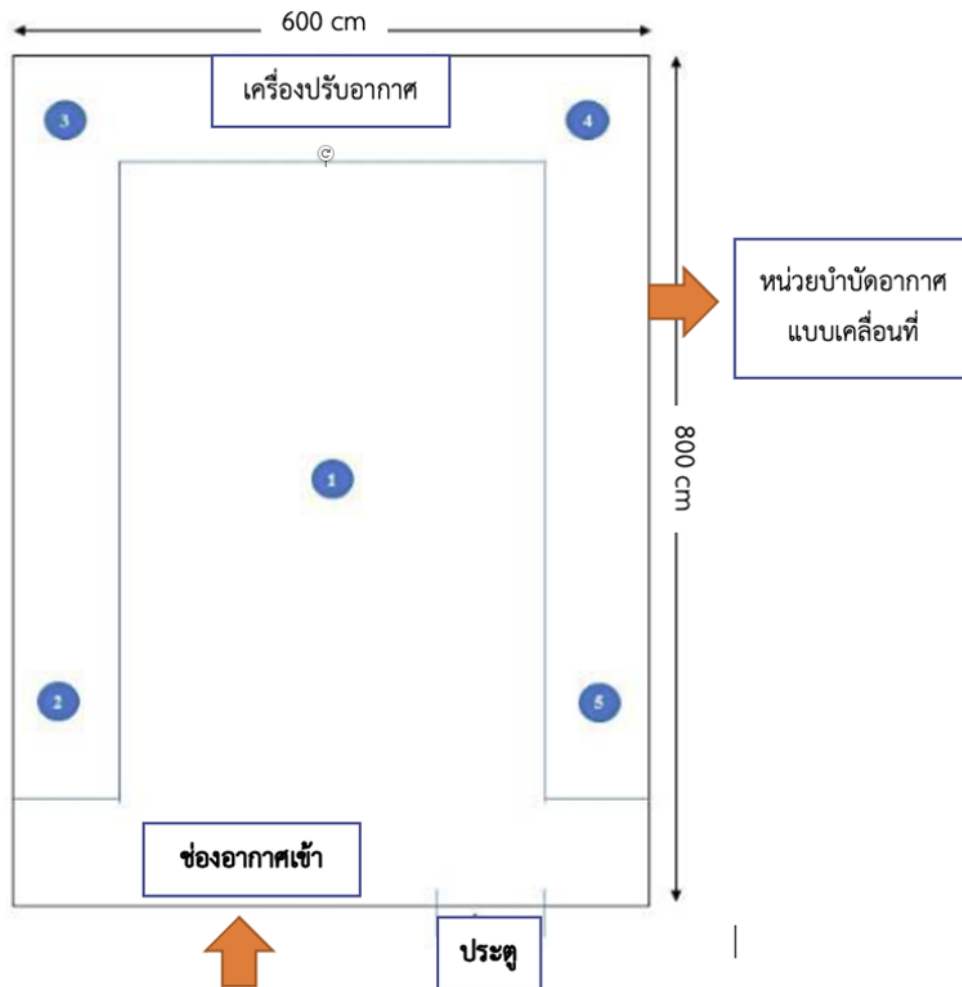 600 cm
เครื่องปรับอากาศ
3
4
หน่วยบำบัดอากาศ
แบบเคลื่อนที่
800 cm
1
2
5
ช่องอากาศเข้า
ประตู